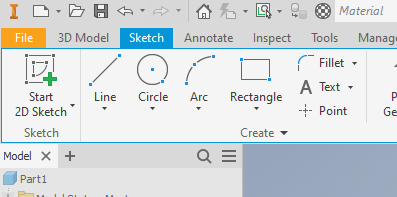 Material
File 3D Model Sketch Annotate Inspect Tools
Start
2D Sketch
Line
Circle
Arc
Rectangle
Fillet
Text
Point
Sketch
Create
Model
Part1